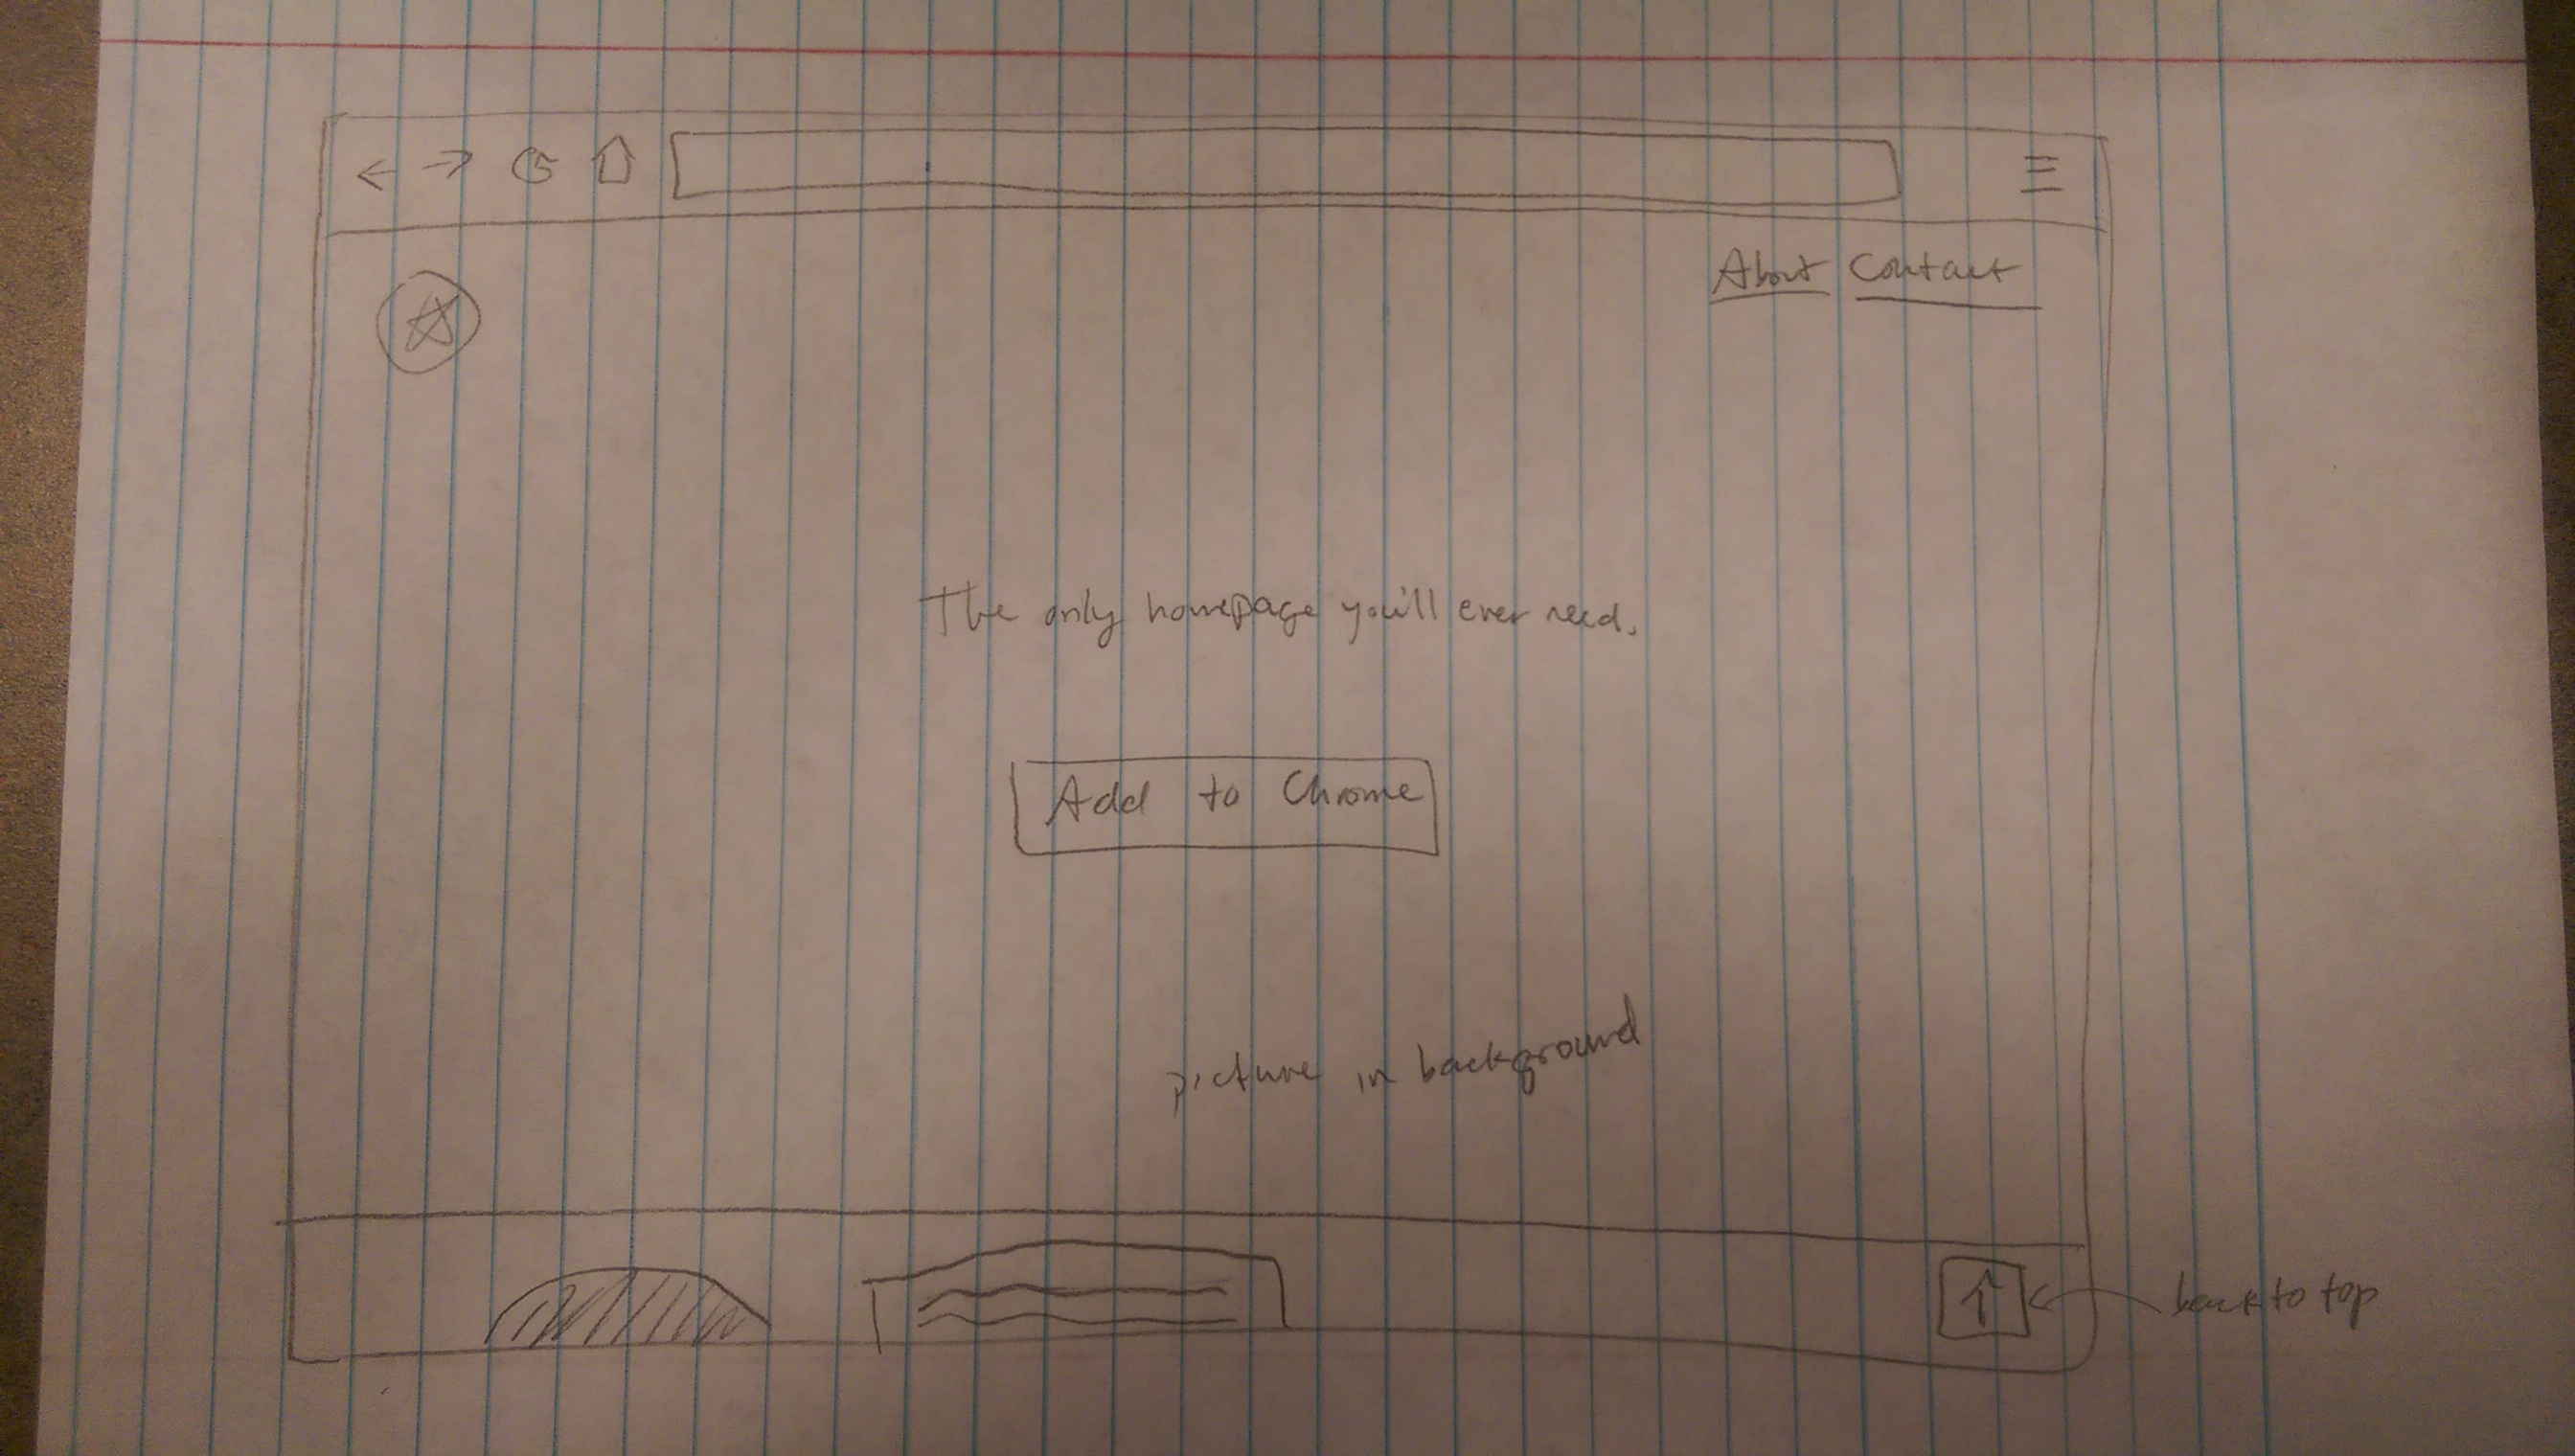 About Contact
The only homepage you'll ever need.
Add to Chrome
picture in background
back to top